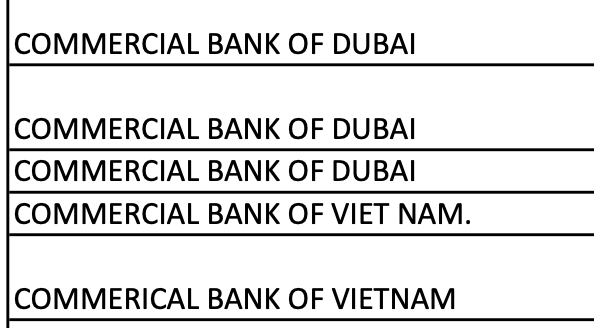 COMMERCIAL BANK OF DUBAI
COMMERCIAL BANK OF DUBAI
COMMERCIAL BANK OF DUBAI
COMMERCIAL BANK OF VIET NAM.
COMMERICAL BANK OF VIETNAM